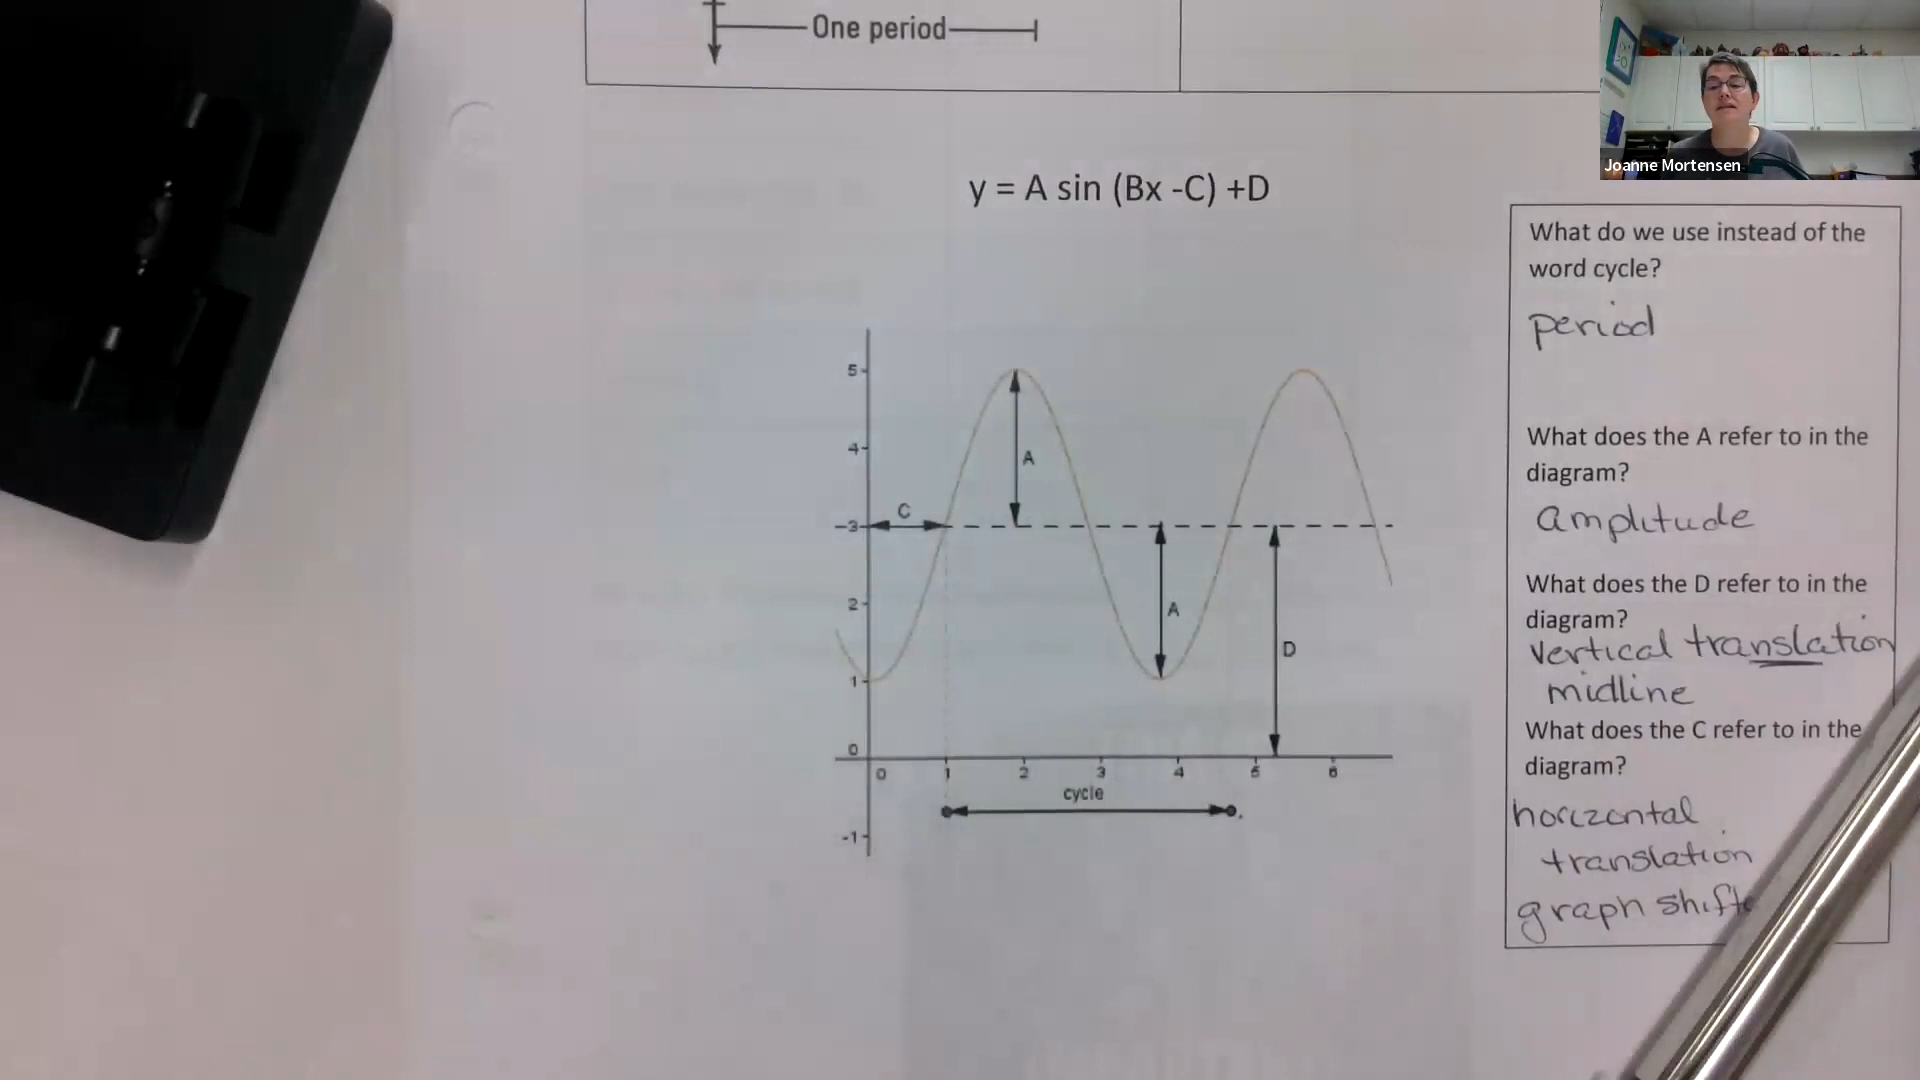 One period
Joanne Mortensen
y = A sin (Bx -C) +D
What do we use instead of the
word cycle?
period
What does the A refer to in the
diagram?
amplitude
What does the D refer to in the
diagram?
vertical translation
midline
What does the C refer to in the
diagram?
horizontal
translation
graph shifts
5
4
A
C
3
2
A
D
1
0
0 1 2 3 4 5 6
cycle
-1